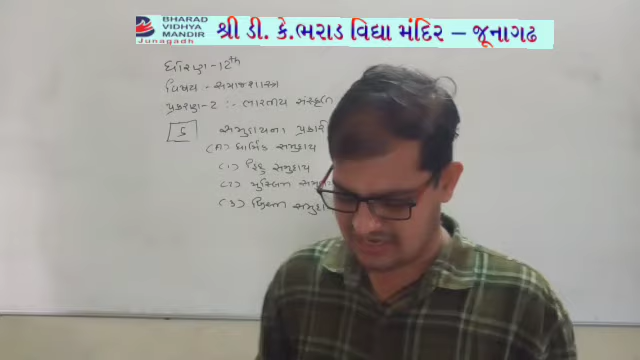 BHARAD
VIDHYA
MANDIR
Junagadh
શ્રી ડી. કે.ભરાડ વિદ્યા મંદિર – જૂનાગઢ
ધોરણ-12th
વિષય - સમાજશાસ્ત્ર
પ્રકરણ-2 :- ભારતીય સંસ્કૃતિ
સમુદાયના પ્રકારો
(A) ધાર્મિક સમુદાય
(1) હિંદુ સમુદાય
(2) મુસ્લિમ સમુદાય
(3) ખ્રિસ્તી